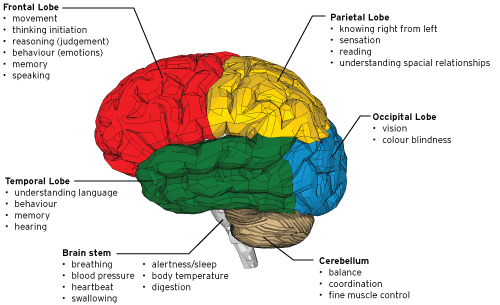 Frontal Lobe
• movement
• thinking initiation
• reasoning (judgement)
• behaviour (emotions)
• memory
• speaking
Parietal Lobe
• knowing right from left
• sensation
• reading
• understanding spacial relationships
Occipital Lobe
• vision
• colour blindness
Temporal Lobe
• understanding language
• behaviour
• memory
• hearing
Brain stem
• breathing
• blood pressure
• heartbeat
• swallowing
• alertness/sleep
• body temperature
• digestion
Cerebellum
• balance
• coordination
• fine muscle control